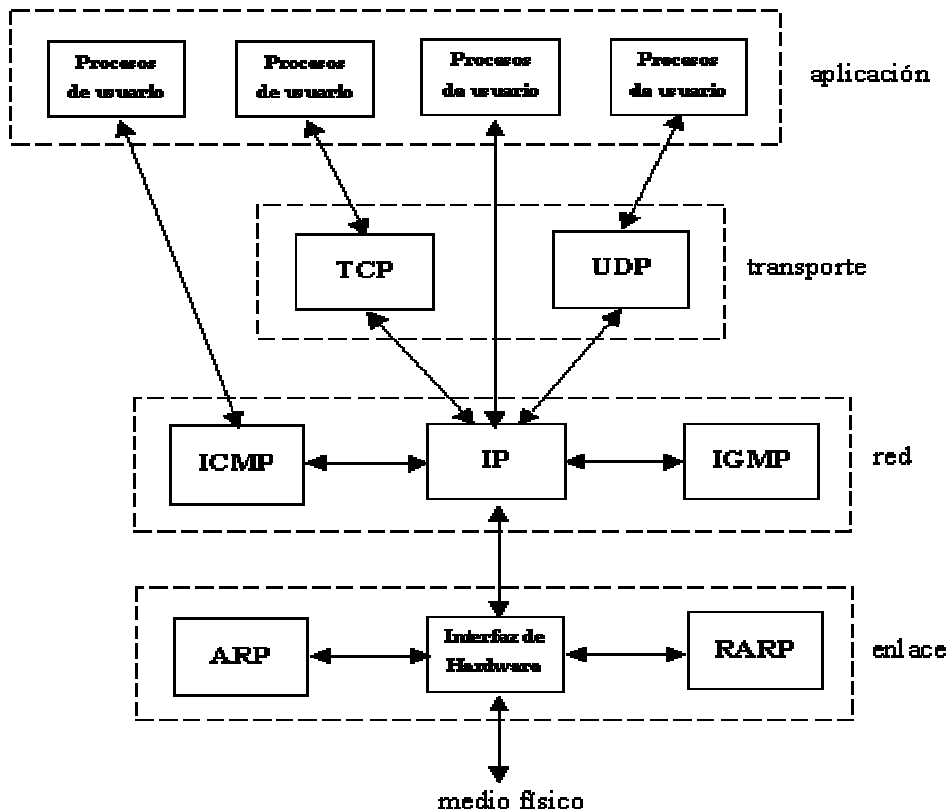 Procesos
de usuario
Procesos
de usuario
Procesos
de usuario
Procesos
de usuario
aplicación
TCP
UDP
transporte
ICMP
IP
IGMP
red
ARP
Interfaz de
Hardware
RARP
enlace
medio físico